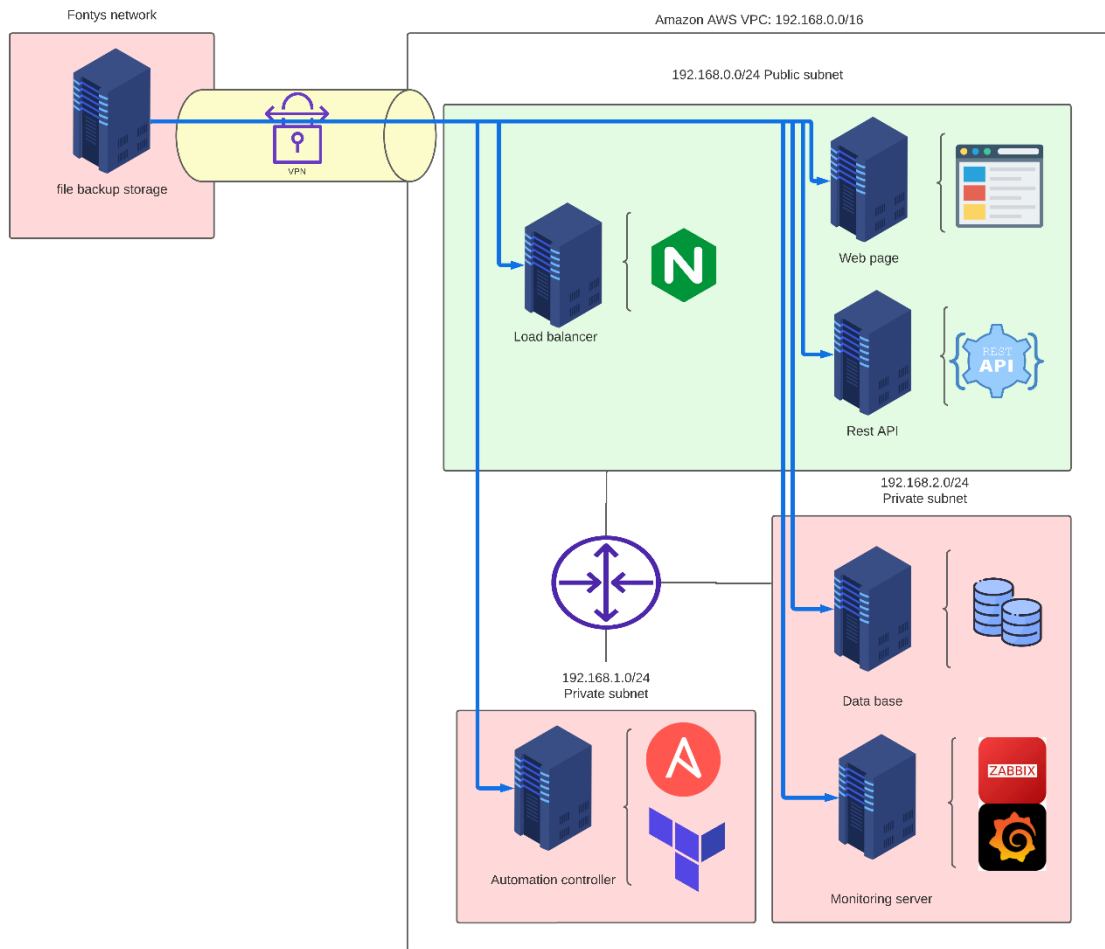 Fontys network
Amazon AWS VPC: 192.168.0.0/16
192.168.0.0/24 Public subnet
VPN
file backup storage
Web page
Load balancer
REST
API
Rest API
192.168.2.0/24
Private subnet
192.168.1.0/24
Private subnet
Data base
ZABBIX
Automation controller
Monitoring server